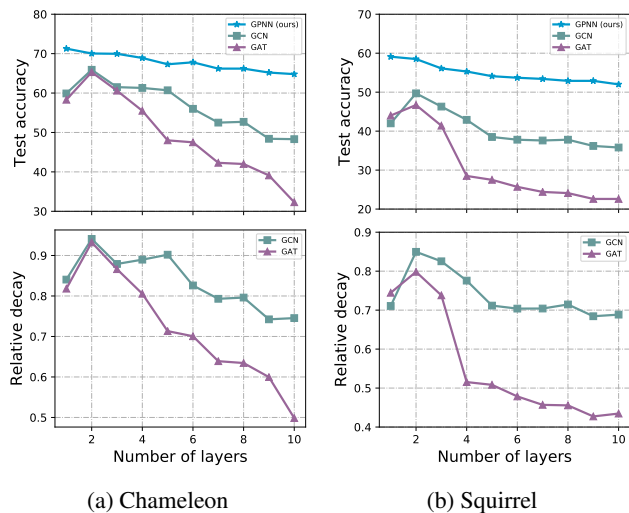 GPNN (ours)
GCN
GAT
80
70
60
50
40
30
Test accuracy
GPNN (ours)
GCN
GAT
70
60
50
40
30
20
Test accuracy
GCN
GAT
0.9
0.8
0.7
0.6
0.5
Relative decay
2 4 6 8 10
Number of layers
GCN
GAT
0.9
0.8
0.7
0.6
0.5
0.4
Relative decay
2 4 6 8 10
Number of layers
(a) Chameleon
(b) Squirrel